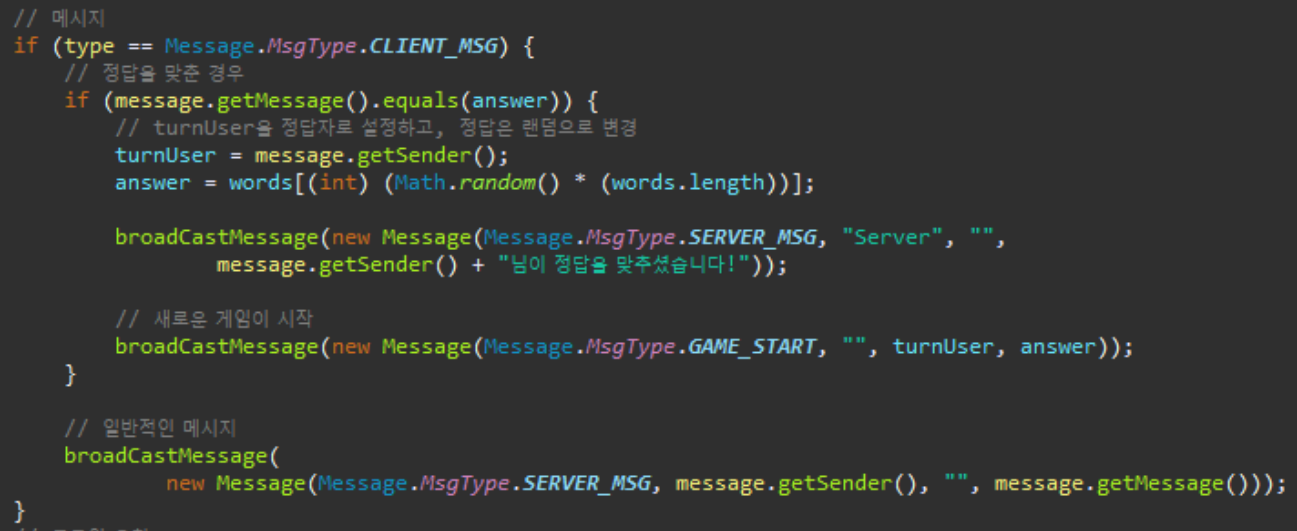 // 메시지
if (type == Message.MsgType.CLIENT_MSG) {
// 정답을 맞춘 경우
if (message.getMessage().equals(answer)) {
// turnUser을 정답자로 설정하고, 정답은 랜덤으로 변경
turnUser = message.getSender();
answer = words[(int) (Math.random() * (words.length))];
broadCastMessage(new Message(Message.MsgType.SERVER_MSG, "Server", "",
message.getSender() + "님이 정답을 맞추셨습니다!"));
// 새로운 게임이 시작
broadCastMessage(new Message(Message.MsgType.GAME_START, "", turnUser, answer));
}
// 일반적인 메시지
broadCastMessage(
new Message(Message.MsgType.SERVER_MSG, message.getSender(), "", message.getMessage()));
}